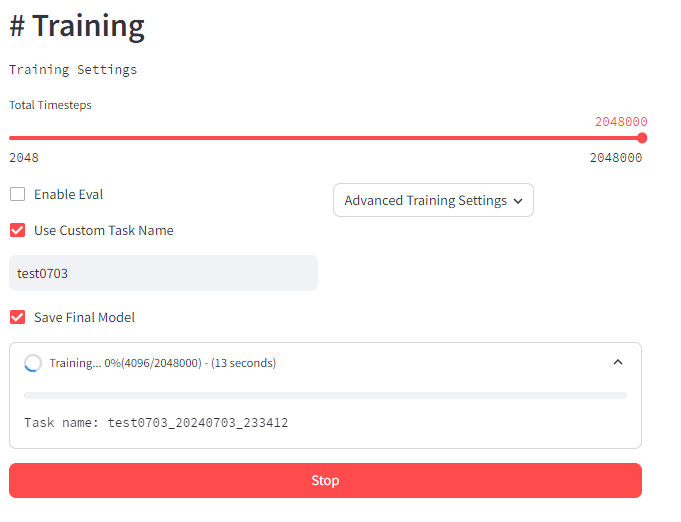 # Training
Training Settings
Total Timesteps
2048000
2048 2048000
Enable Eval
Advanced Training Settings
Use Custom Task Name
test0703
Save Final Model
Training... 0%(4096/2048000) - (13 seconds)
Task name: test0703_20240703_233412
Stop